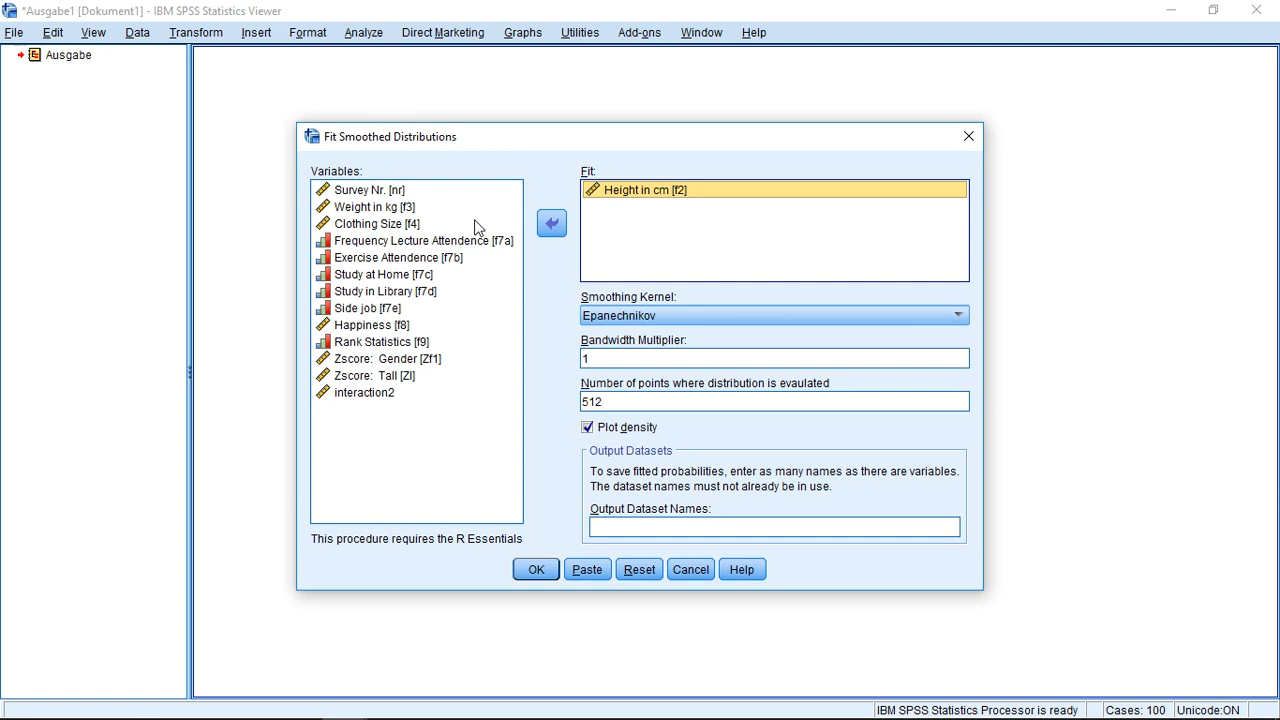 *Ausgabe1 [Dokument1] - IBM SPSS Statistics Viewer
File Edit View Data Transform Insert Format Analyze Direct Marketing Graphs Utilities Add-ons Window Help
Ausgabe
Fit Smoothed Distributions
Variables:
Survey Nr. [nr]
Weight in kg [f3]
Clothing Size [f4]
Frequency Lecture Attendence [f7a]
Exercise Attendence [f7b]
Study at Home [f7c]
Study in Library [f7d]
Side job [f7e]
Happiness [f8]
Rank Statistics [f9]
Zscore: Gender [Zf1]
Zscore: Tall [Zl]
interaction2
This procedure requires the R Essentials
Fit:
Height in cm [f2]
Smoothing Kernel:
Epanechnikov
Bandwidth Multiplier:
1
Number of points where distribution is evaulated
512
Plot density
Output Datasets
To save fitted probabilities, enter as many names as there are variables.
The dataset names must not already be in use.
Output Dataset Names:
OK Paste Reset Cancel Help
IBM SPSS Statistics Processor is ready Cases: 100 Unicode:ON